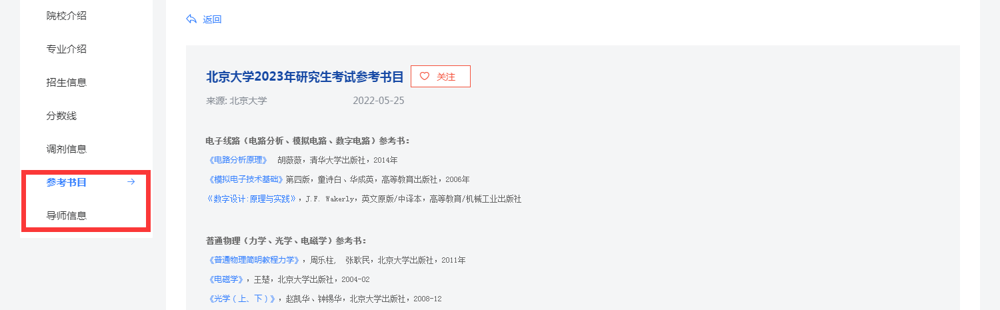 院校介绍
专业介绍
招生信息
分数线
调剂信息
参考书目
导师信息
返回
北京大学2023年研究生考试参考书目
关注
来源: 北京大学 2022-05-25
电子线路（电路分析、模拟电路、数字电路）参考书：
《电路分析原理》 胡薇薇，清华大学出版社，2014年
《模拟电子技术基础》第四版，童诗白、华成英，高等教育出版社，2006年
《数字设计:原理与实践》，J.F. Wakerly，英文原版/中译本，高等教育/机械工业出版社
普通物理（力学、光学、电磁学）参考书：
《普通物理简明教程力学》，周乐柱, 张耿民，北京大学出版社，2011年
《电磁学》，王楚，北京大学出版社，2004-02
《光学（上、下）》，赵凯华、钟锡华，北京大学出版社，2008-12